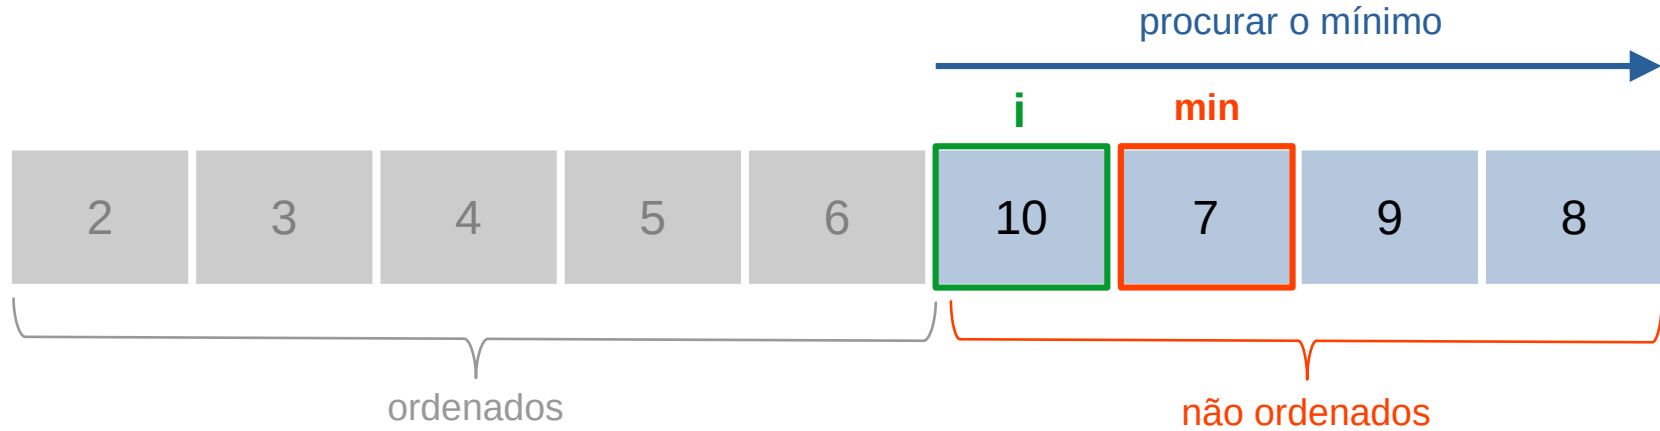 procurar o mínimo
i
min
2 3 4 5 6 10 7 9 8
ordenados
não ordenados